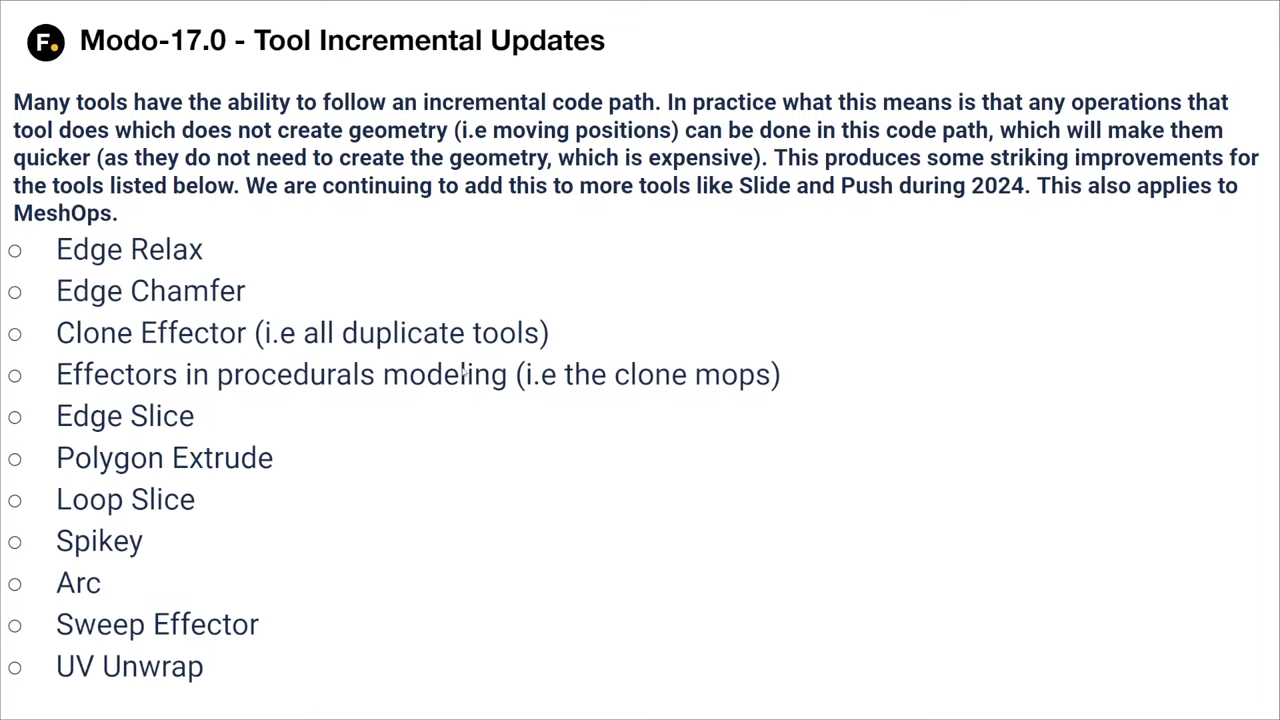 F.
Modo-17.0 - Tool Incremental Updates
Many tools have the ability to follow an incremental code path. In practice what this means is that any operations that
tool does which does not create geometry (i.e moving positions) can be done in this code path, which will make them
quicker (as they do not need to create the geometry, which is expensive). This produces some striking improvements for
the tools listed below. We are continuing to add this to more tools like Slide and Push during 2024. This also applies to
MeshOps.
Edge Relax
Edge Chamfer
Clone Effector (i.e all duplicate tools)
Effectors in procedurals modeling (i.e the clone mops)
Edge Slice
Polygon Extrude
Loop Slice
Spikey
Arc
Sweep Effector
UV Unwrap